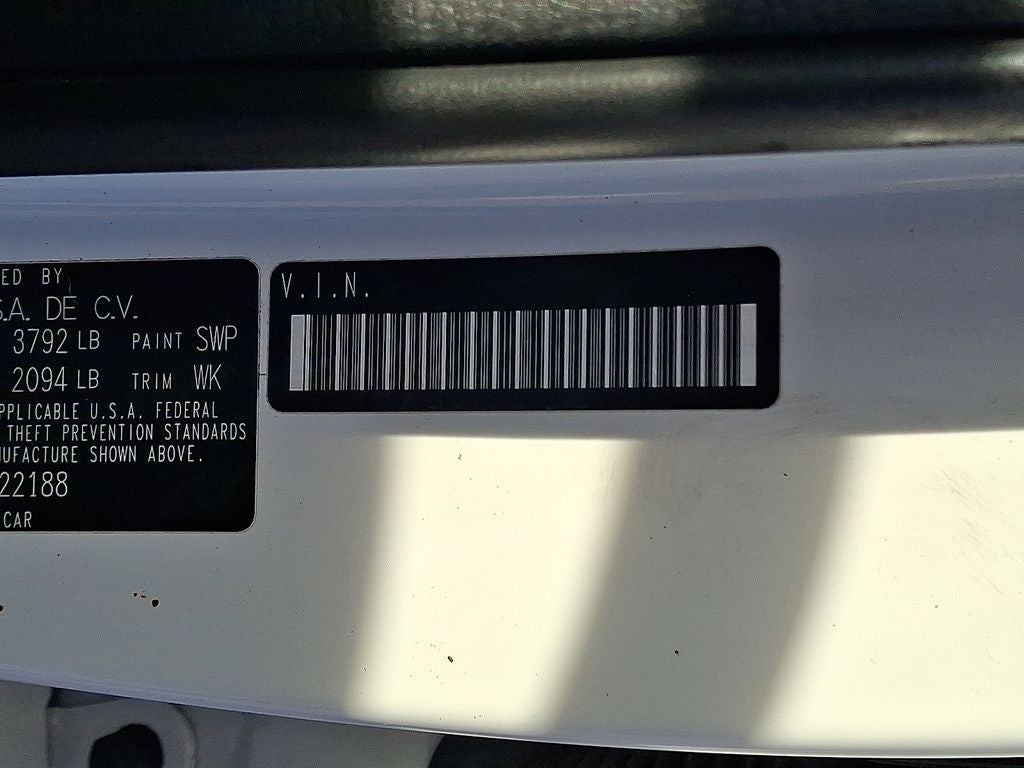 ED BY
S.A. DE C.V.
3792 LB PAINT SWP
2094 LB TRIM WK
PPLICABLE U.S.A. FEDERAL
THEFT PREVENTION STANDARDS
UFACTURE SHOWN ABOVE.
22188
CAR
V.I.N.